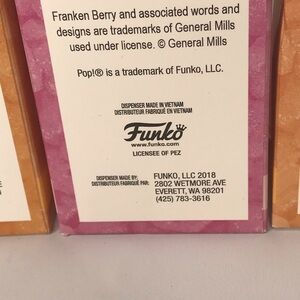 Franken Berry and associated words and
designs are trademarks of General Mills
used under license. © General Mills
Pop!® is a trademark of Funko, LLC.
DISPENSER MADE IN VIETNAM
DISTRIBUTEUR FABRIQUÉ EN VIETNAM
Funko
www.funko.com
LICENSEE OF PEZ
DISPENSER MADE BY:
DISTRIBUTEUR FABRIQUÉ PAR:
FUNKO, LLC 2018
2802 WETMORE AVE
EVERETT, WA 98201
(425) 783-3616